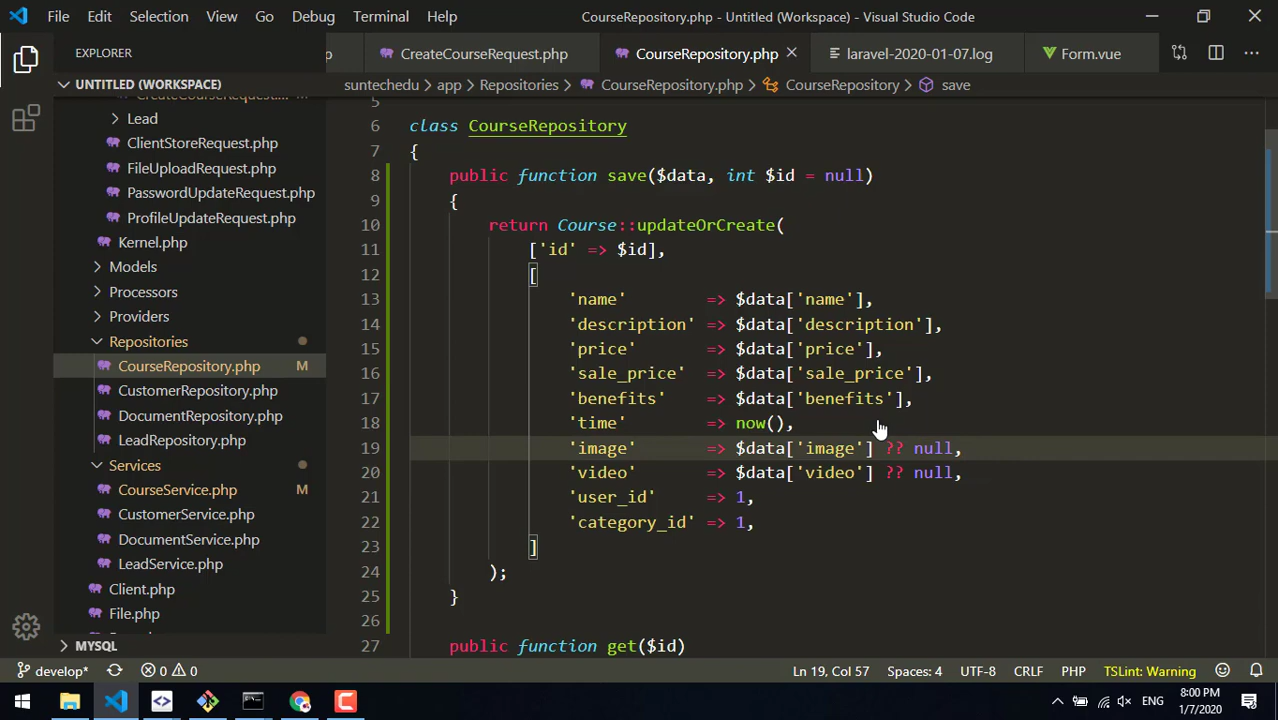 File Edit Selection View Go Debug Terminal Help CourseRepository.php - Untitled (Workspace) - Visual Studio Code
EXPLORER
p CreateCourseRequest.php CourseRepository.php laravel-2020-01-07.log Form.vue
UNTITLED (WORKSPACE)
suntechedu > app > Repositories > CourseRepository.php > CourseRepository > save
CreateCourseRequest....
Lead
ClientStoreRequest.php
FileUploadRequest.php
PasswordUpdateRequest.php
ProfileUpdateRequest.php
Kernel.php
Models
Processors
Providers
Repositories
CourseRepository.php M
CustomerRepository.php
DocumentRepository.php
LeadRepository.php
Services
CourseService.php M
CustomerService.php
DocumentService.php
LeadService.php
Client.php
File.php
MYSQL
5
6 class CourseRepository
7 {
8 public function save($data, int $id = null)
9 {
10 return Course::updateOrCreate(
11 ['id' => $id],
12 [
13 'name' => $data['name'],
14 'description' => $data['description'],
15 'price' => $data['price'],
16 'sale_price' => $data['sale_price'],
17 'benefits' => $data['benefits'],
18 'time' => now(),
19 'image' => $data['image'] ?? null,
20 'video' => $data['video'] ?? null,
21 'user_id' => 1,
22 'category_id' => 1,
23 ]
24 );
25 }
26
27 public function get($id)
develop* 0 0 Ln 19, Col 57 Spaces: 4 UTF-8 CRLF PHP TSLint: Warning
ENG 8:00 PM
1/7/2020